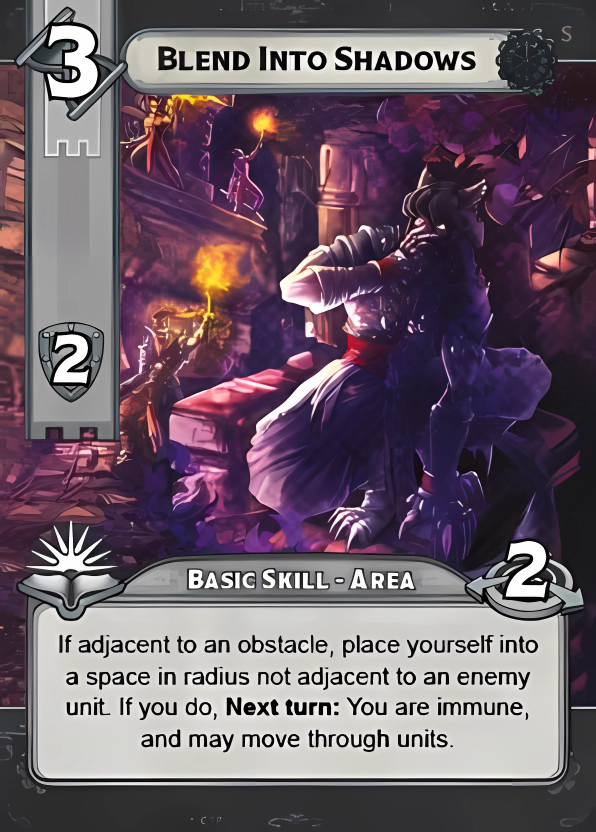 3
BLEND INTO SHADOWS
S
2
BASIC SKILL - AREA
2
If adjacent to an obstacle, place yourself into
a space in radius not adjacent to an enemy
unit. If you do, Next turn: You are immune,
and may move through units.